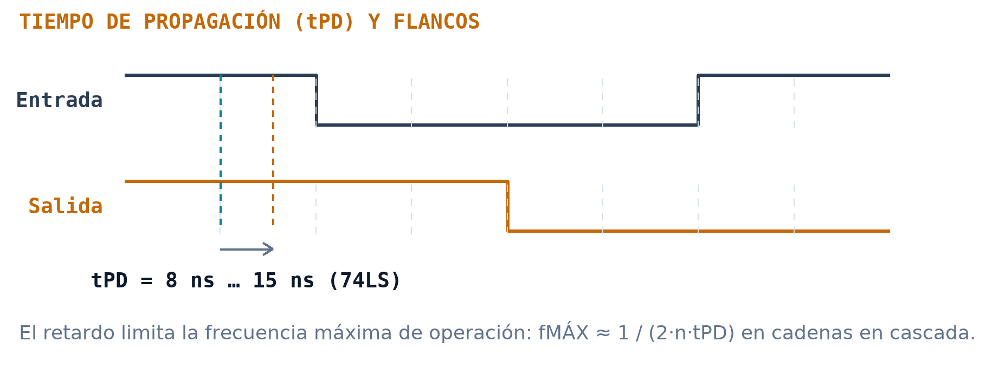 TIEMPO DE PROPAGACIÓN (tPD) Y FLANCOS
Entrada
Salida
tPD = 8 ns … 15 ns (74LS)
El retardo limita la frecuencia máxima de operación: fMÁX ≈ 1 / (2·n·tPD) en cadenas en cascada.